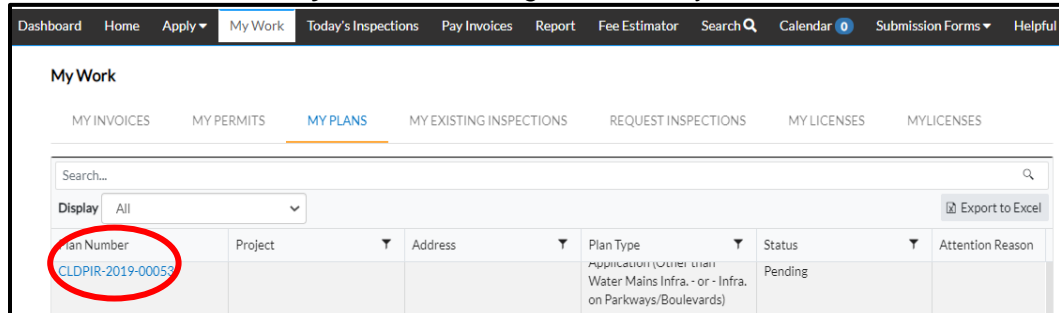 Dashboard Home Apply My Work Today's Inspections Pay Invoices Report Fee Estimator Search Calendar 0 Submission Forms Helpful
My Work
MY INVOICES MY PERMITS MY PLANS MY EXISTING INSPECTIONS REQUEST INSPECTIONS MY LICENSES MYLICENSES
Search...
Display All Export to Excel
Plan Number Project Address Plan Type Status Attention Reason
CLDPIR-2019-00053 Application (Other than Pending
Water Mains Infra. - or - Infra.
on Parkways/Boulevards)